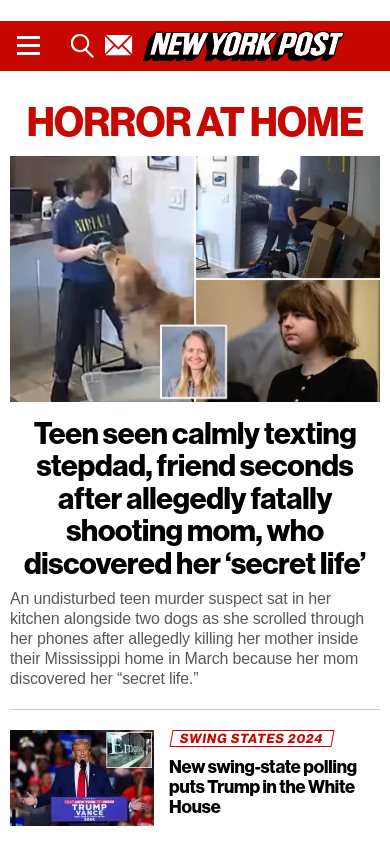 NEW YORK POST
HORROR AT HOME
NIRVANA
Teen seen calmly texting
stepdad, friend seconds
after allegedly fatally
shooting mom, who
discovered her ‘secret life’
An undisturbed teen murder suspect sat in her
kitchen alongside two dogs as she scrolled through
her phones after allegedly killing her mother inside
their Mississippi home in March because her mom
discovered her “secret life.”
SWING STATES 2024
New swing-state polling
puts Trump in the White
House
TRUMP
VANCE
2024